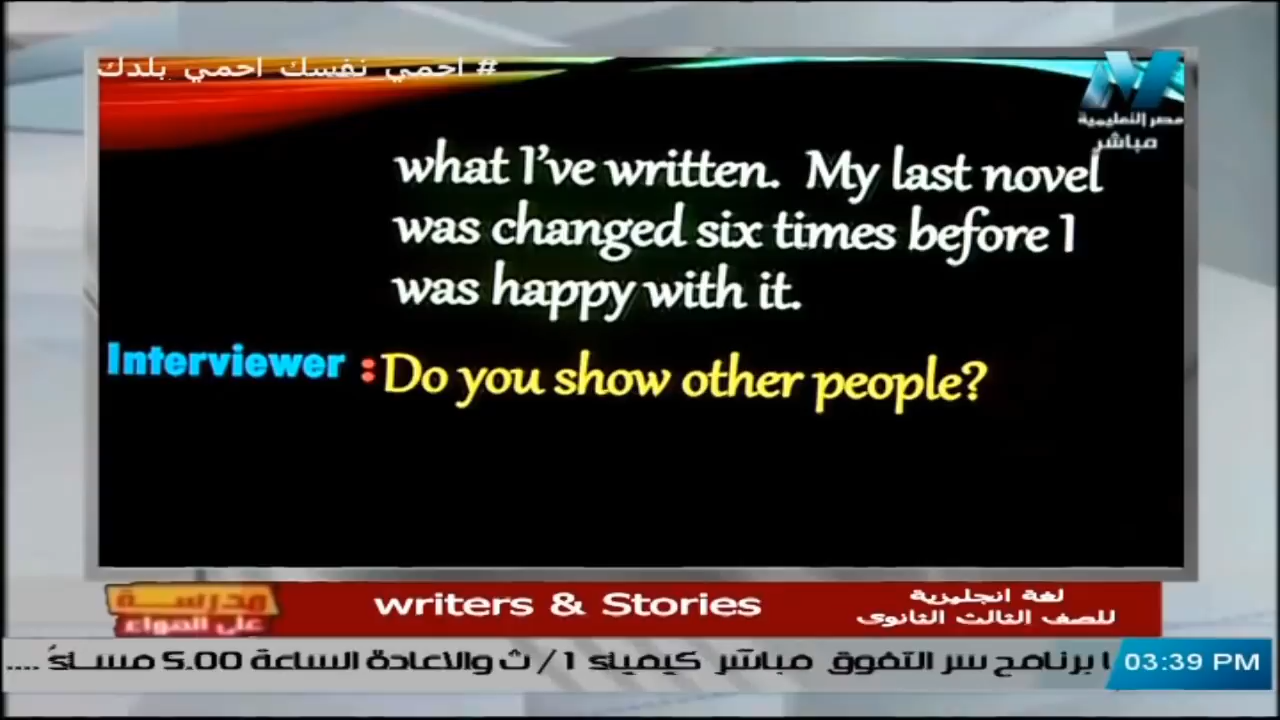 # احمي نفسك احمي بلدك
مصر التعليمية
مباشر
what I've written. My last novel
was changed six times before I
was happy with it.
Interviewer : Do you show other people?
مدرسة
على الهواء
writers & Stories
لغة انجليزية
للصف الثالث الثانوى
ا برنامج سر التفوق مباشر كيمياء 1/ ث والاعادة الساعة 5.00 مساءً ....
03:39 PM